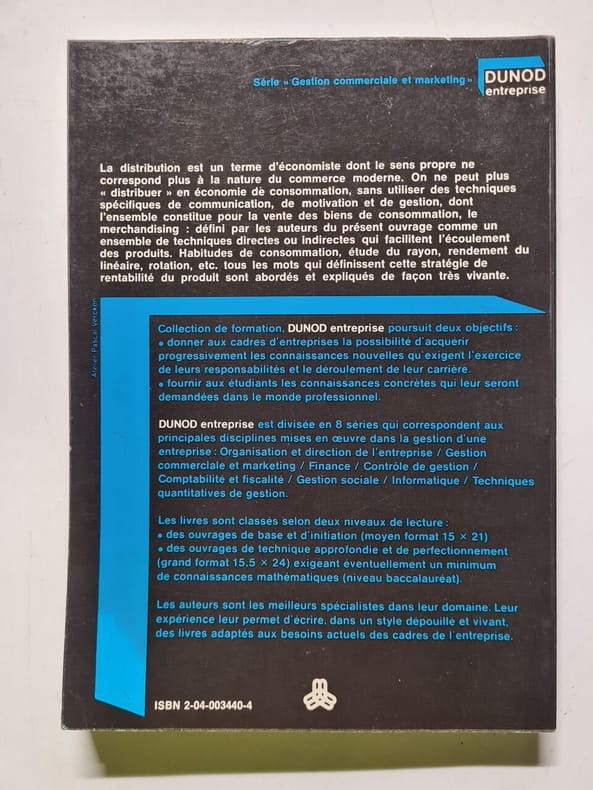 Série « Gestion commerciale et marketing »
DUNOD
entreprise
La distribution est un terme d'économiste dont le sens propre ne
correspond plus à la nature du commerce moderne. On ne peut plus
« distribuer » en économie de consommation, sans utiliser des techniques
spécifiques de communication, de motivation et de gestion, dont
l'ensemble constitue pour la vente des biens de consommation, le
merchandising : défini par les auteurs du présent ouvrage comme un
ensemble de techniques directes ou indirectes qui facilitent l'écoulement
des produits. Habitudes de consommation, étude du rayon, rendement du
linéaire, rotation, etc. tous les mots qui définissent cette stratégie de
rentabilité du produit sont abordés et expliqués de façon très vivante.
Atelier Pascal Vercken
Collection de formation, DUNOD entreprise poursuit deux objectifs :
• donner aux cadres d'entreprises la possibilité d'acquérir
progressivement les connaissances nouvelles qu'exigent l'exercice
de leurs responsabilités et le déroulement de leur carrière.
• fournir aux étudiants les connaissances concrètes qui leur seront
demandées dans le monde professionnel.
DUNOD entreprise est divisée en 8 séries qui correspondent aux
principales disciplines mises en œuvre dans la gestion d'une
entreprise : Organisation et direction de l'entreprise / Gestion
commerciale et marketing / Finance / Contrôle de gestion /
Comptabilité et fiscalité / Gestion sociale / Informatique / Techniques
quantitatives de gestion.
Les livres sont classés selon deux niveaux de lecture :
• des ouvrages de base et d'initiation (moyen format 15 × 21)
• des ouvrages de technique approfondie et de perfectionnement
(grand format 15,5 × 24) exigeant éventuellement un minimum
de connaissances mathématiques (niveau baccalauréat).
Les auteurs sont les meilleurs spécialistes dans leur domaine. Leur
expérience leur permet d'écrire, dans un style dépouillé et vivant,
des livres adaptés aux besoins actuels des cadres de l'entreprise.
ISBN 2-04-003440-4